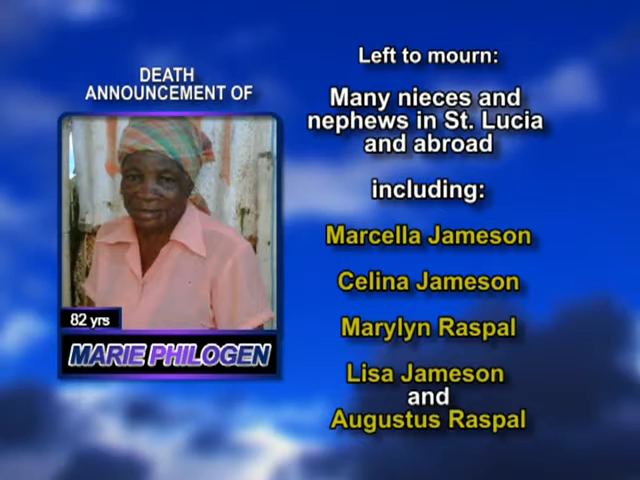 DEATH
ANNOUNCEMENT OF
82 yrs
MARIE PHILOGEN
Left to mourn:
Many nieces and
nephews in St. Lucia
and abroad
including:
Marcella Jameson
Celina Jameson
Marylyn Raspal
Lisa Jameson
and
Augustus Raspal